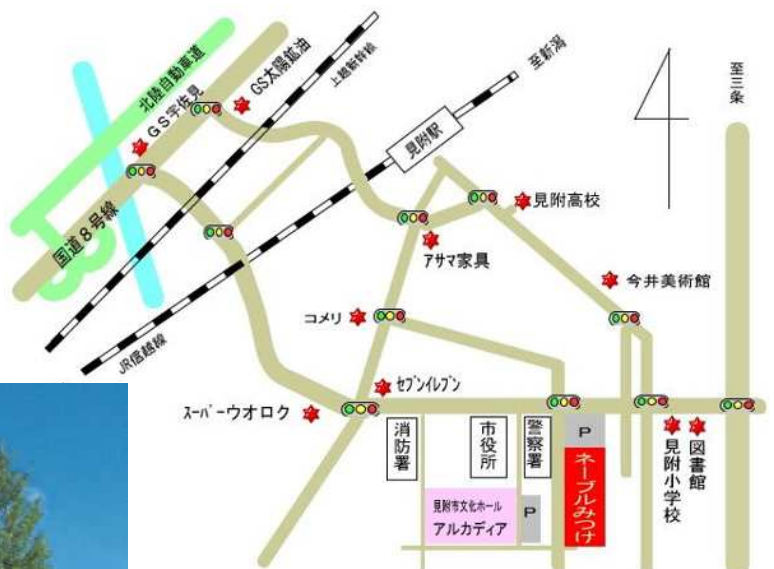 北陸自動車道
GS太陽鉱油
上越新幹線
至新潟
至三条
GS宇佐見
見附駅
国道8号線
見附高校
アサマ家具
今井美術館
コメリ
JR信越線
セブンイレブン
スーパーウオロク
消防署
市役所
警察署
P
ネーブルみつけ
見附小学校
図書館
見附市文化ホール
アルカディア
P